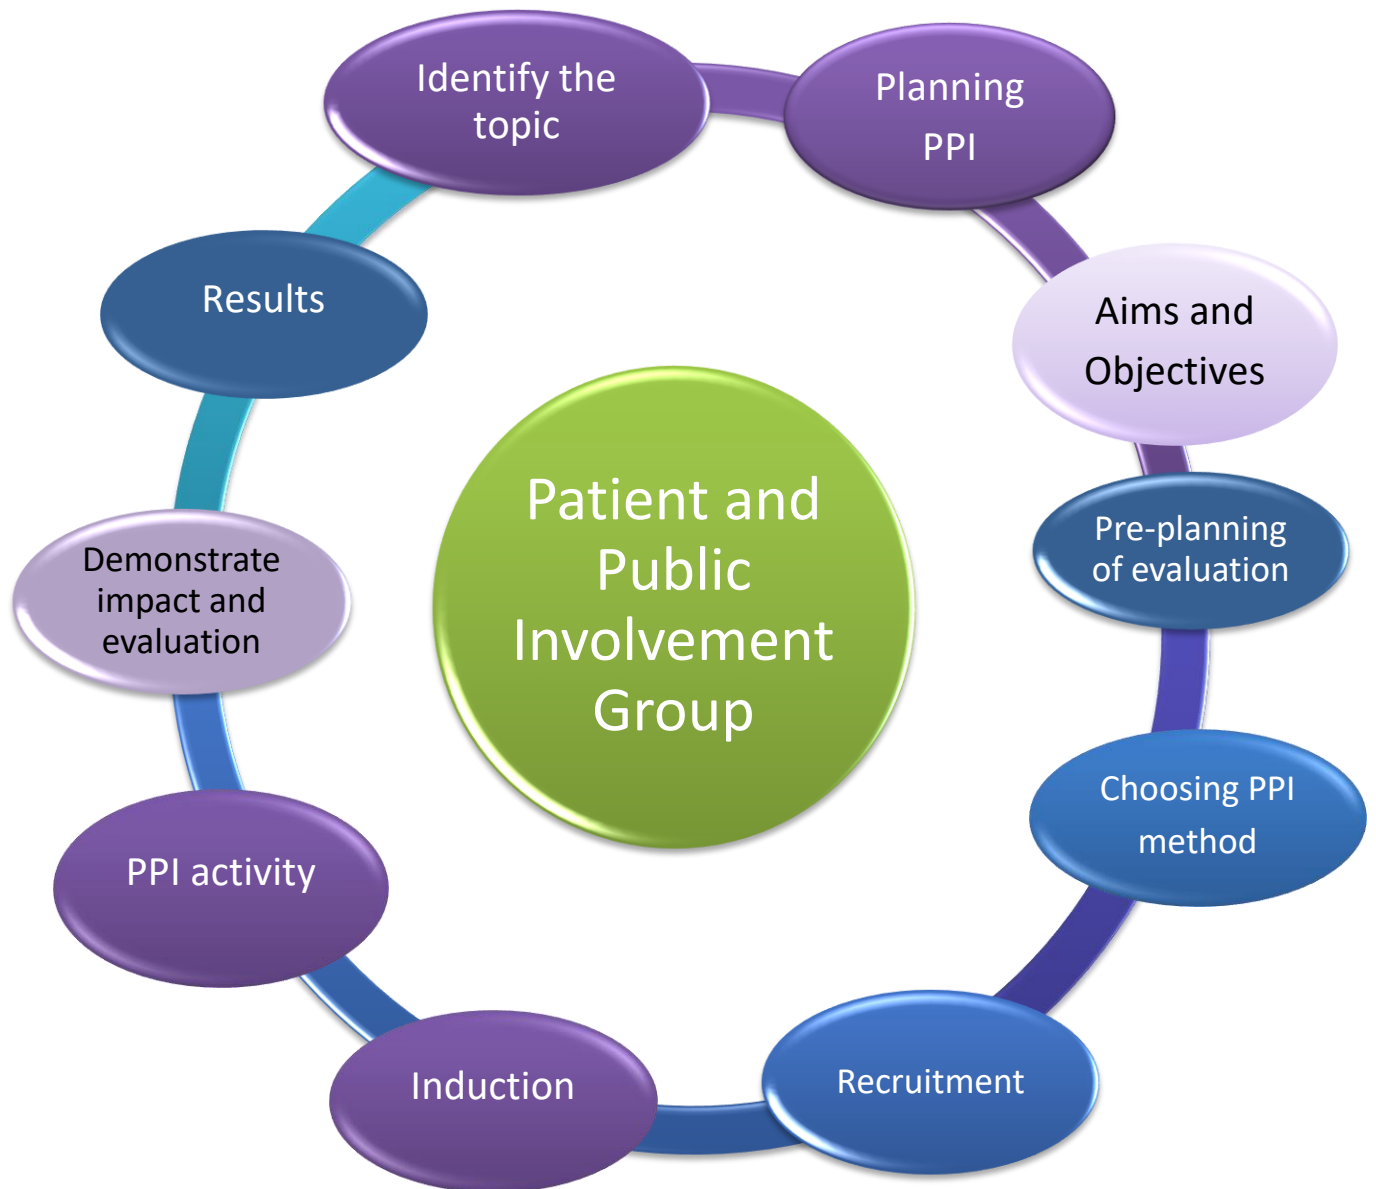 Identify the
topic
Planning
PPI
Aims and
Objectives
Pre-planning
of evaluation
Choosing PPI
method
Recruitment
Induction
PPI activity
Demonstrate
impact and
evaluation
Results
Patient and
Public
Involvement
Group